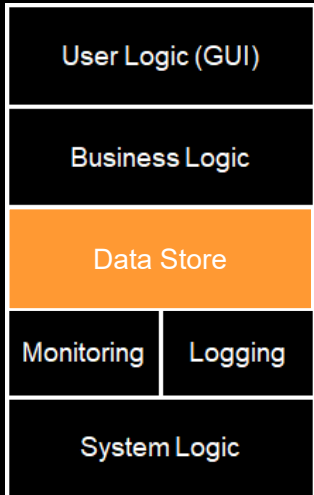 User Logic (GUI)
Business Logic
Data Store
Monitoring
Logging
System Logic